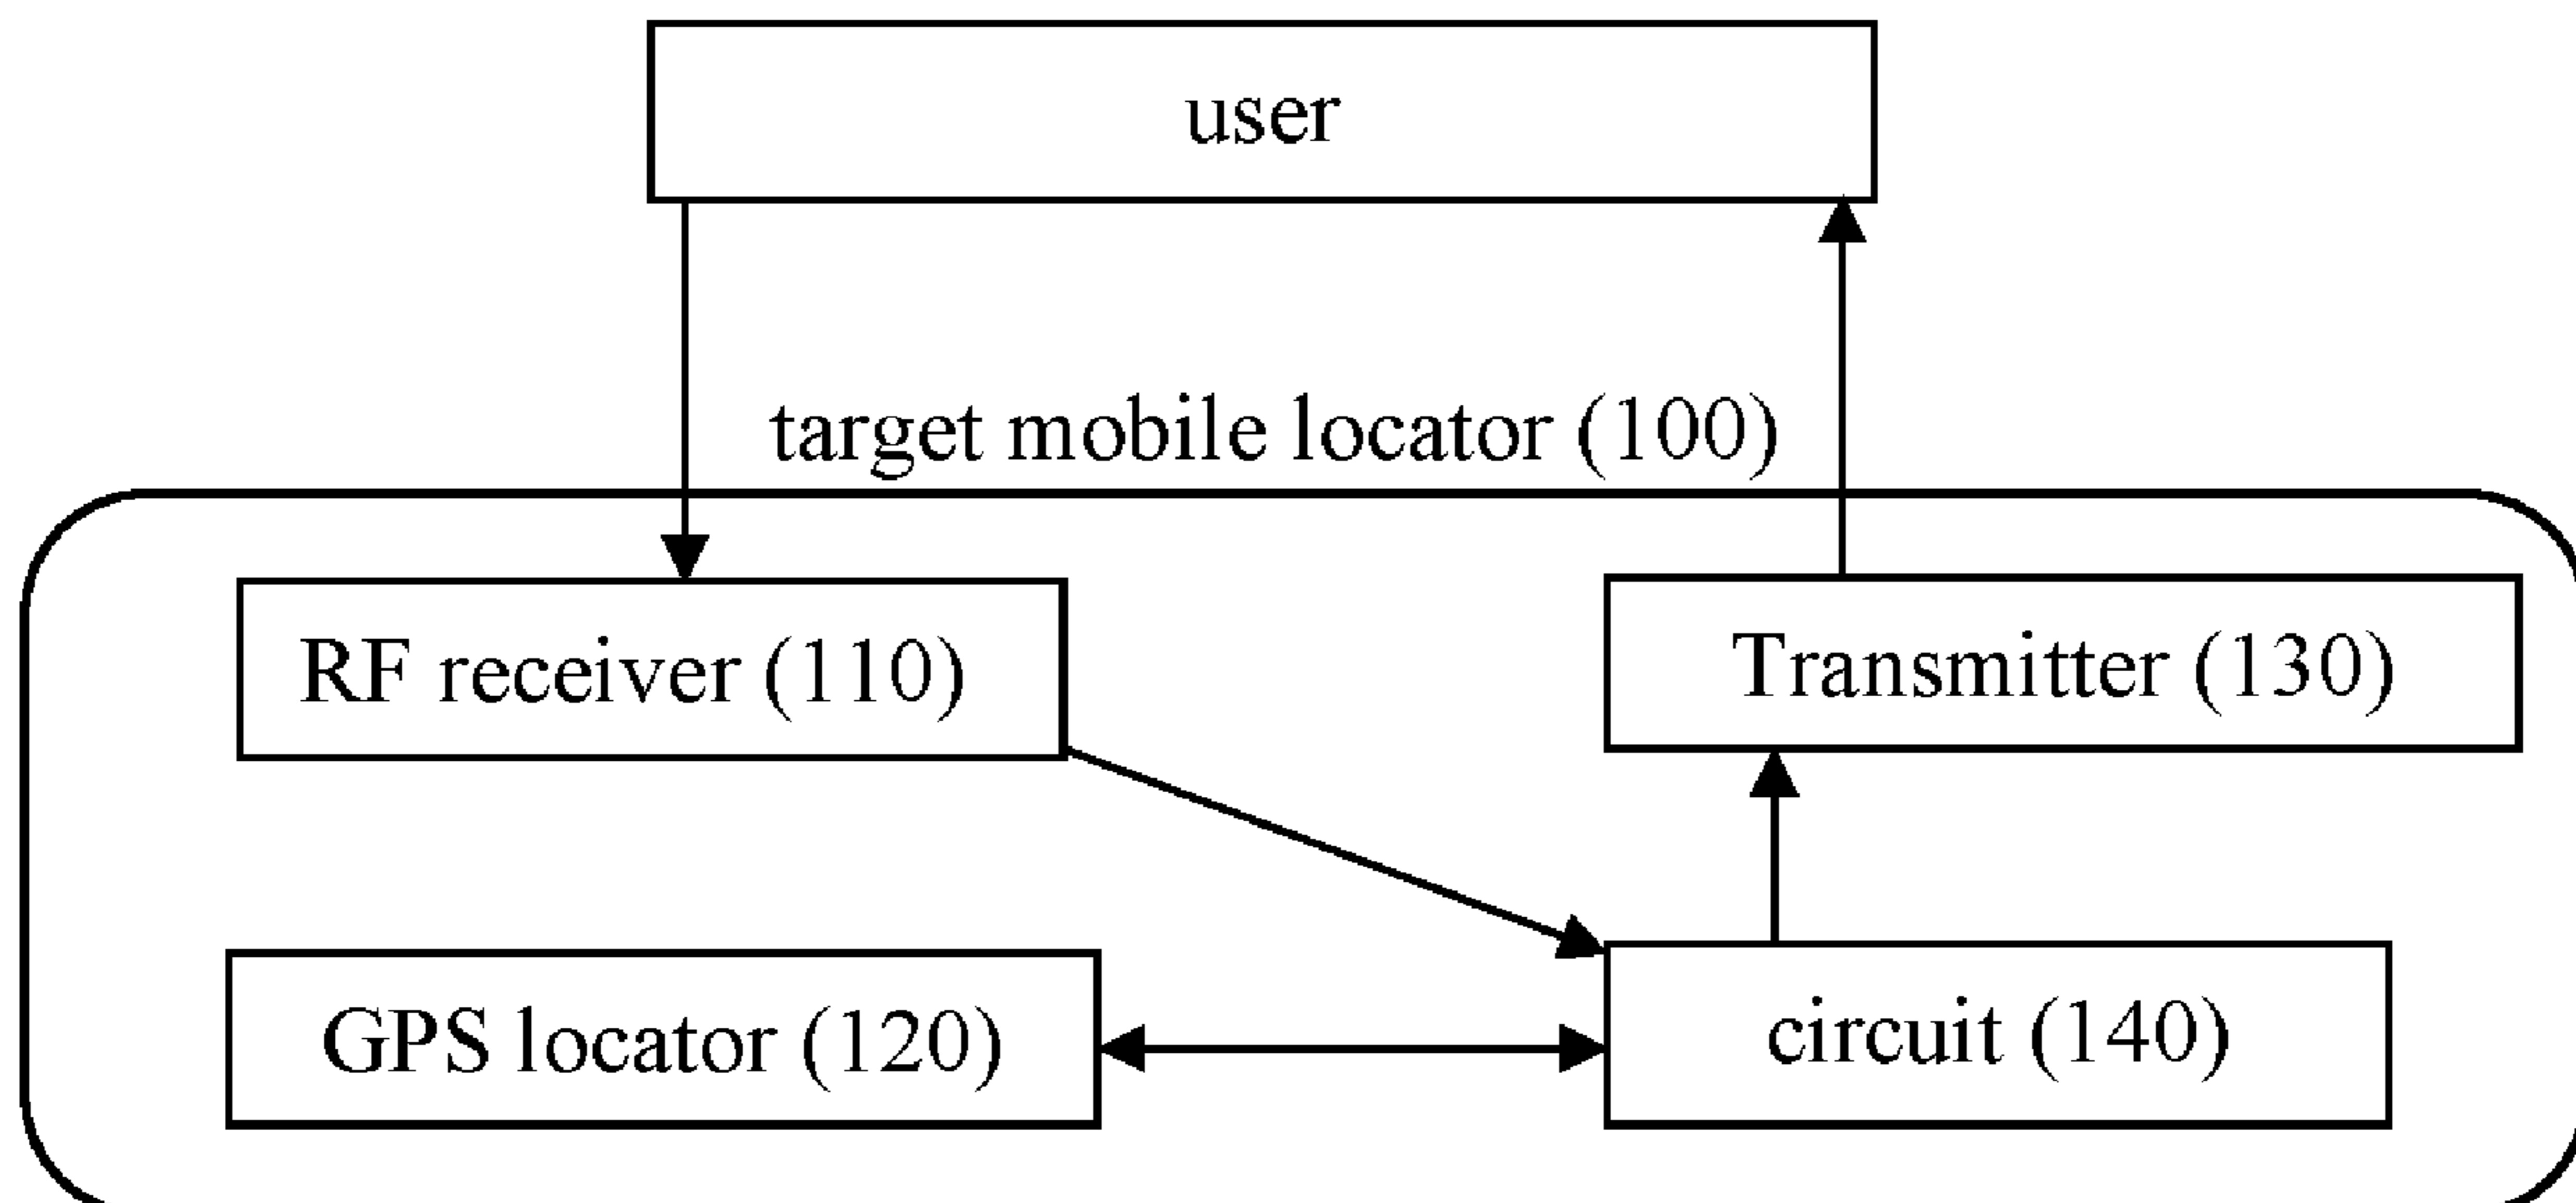 user
target mobile locator (100)
RF receiver (110)
Transmitter (130)
GPS locator (120)
circuit (140)